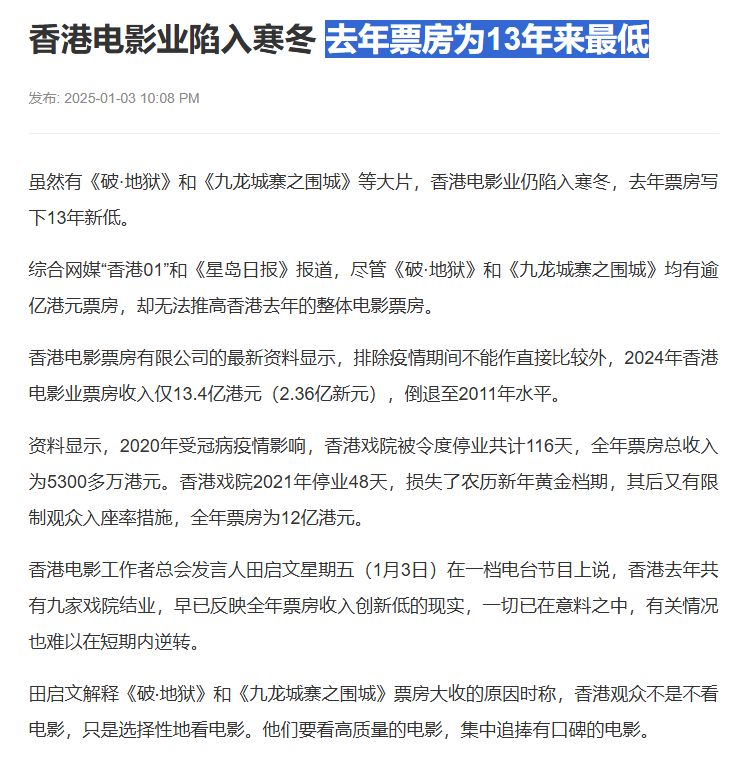 香港电影业陷入寒冬 去年票房为13年来最低
发布: 2025-01-03 10:08 PM
虽然有《破·地狱》和《九龙城寨之围城》等大片，香港电影业仍陷入寒冬，去年票房写
下13年新低。
综合网媒“香港01”和《星岛日报》报道，尽管《破·地狱》和《九龙城寨之围城》均有逾
亿港元票房，却无法推高香港去年的整体电影票房。
香港电影票房有限公司的最新资料显示，排除疫情期间不能作直接比较外，2024年香港
电影业票房收入仅13.4亿港元（2.36亿新元），倒退至2011年水平。
资料显示，2020年受冠病疫情影响，香港戏院被令度停业共计116天，全年票房总收入
为5300多万港元。香港戏院2021年停业48天，损失了农历新年黄金档期，其后又有限
制观众入座率措施，全年票房为12亿港元。
香港电影工作者总会发言人田启文星期五（1月3日）在一档电台节目上说，香港去年共
有九家戏院结业，早已反映全年票房收入创新低的现实，一切已在意料之中，有关情况
也难以在短期内逆转。
田启文解释《破·地狱》和《九龙城寨之围城》票房大收的原因时称，香港观众不是不看
电影，只是选择性地看电影。他们要看高质量的电影，集中追捧有口碑的电影。